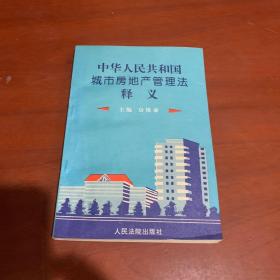 中华人民共和国
城市房地产管理法
释 义
主编
人民法院出版社